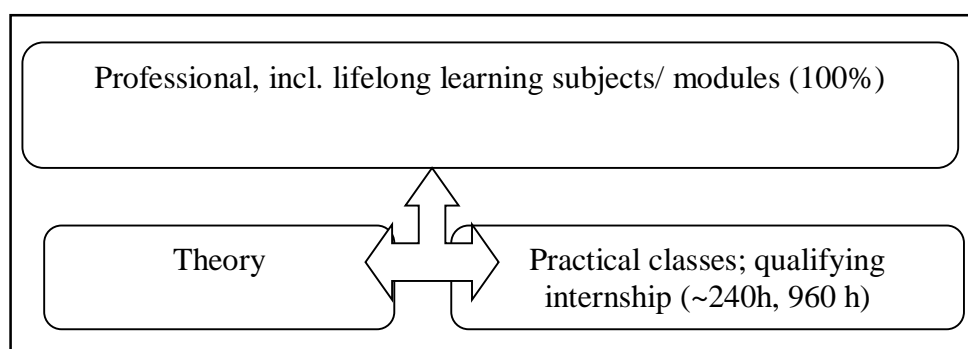 Professional, incl. lifelong learning subjects/ modules (100%)
Theory
Practical classes; qualifying
internship (~240h, 960 h)